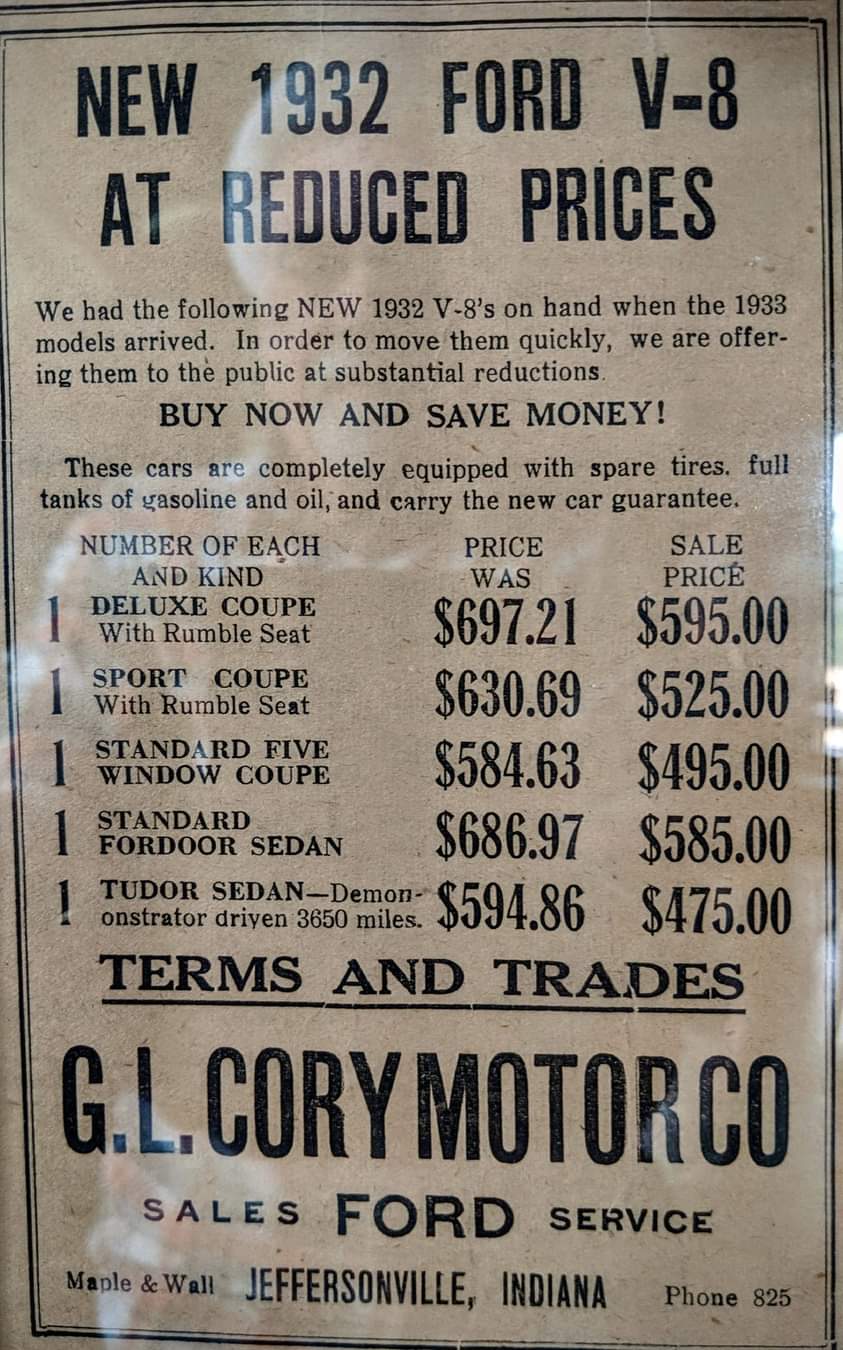 NEW 1932 FORD V-8
AT REDUCED PRICES
We had the following NEW 1932 V-8's on hand when the 1933
models arrived. In order to move them quickly, we are offer-
ing them to the public at substantial reductions.
BUY NOW AND SAVE MONEY!
These cars are completely equipped with spare tires. full
tanks of gasoline and oil, and carry the new car guarantee.
NUMBER OF EACH PRICE SALE
AND KIND WAS PRICE
1 DELUXE COUPE $697.21 $595.00
With Rumble Seat
1 SPORT COUPE $630.69 $525.00
With Rumble Seat
1 STANDARD FIVE $584.63 $495.00
WINDOW COUPE
1 STANDARD $686.97 $585.00
FORDOOR SEDAN
1 TUDOR SEDAN—Demon- $594.86 $475.00
onstrator driven 3650 miles.
TERMS AND TRADES
G.L. CORY MOTOR CO
SALES FORD SERVICE
Maple & Wall JEFFERSONVILLE, INDIANA Phone 825